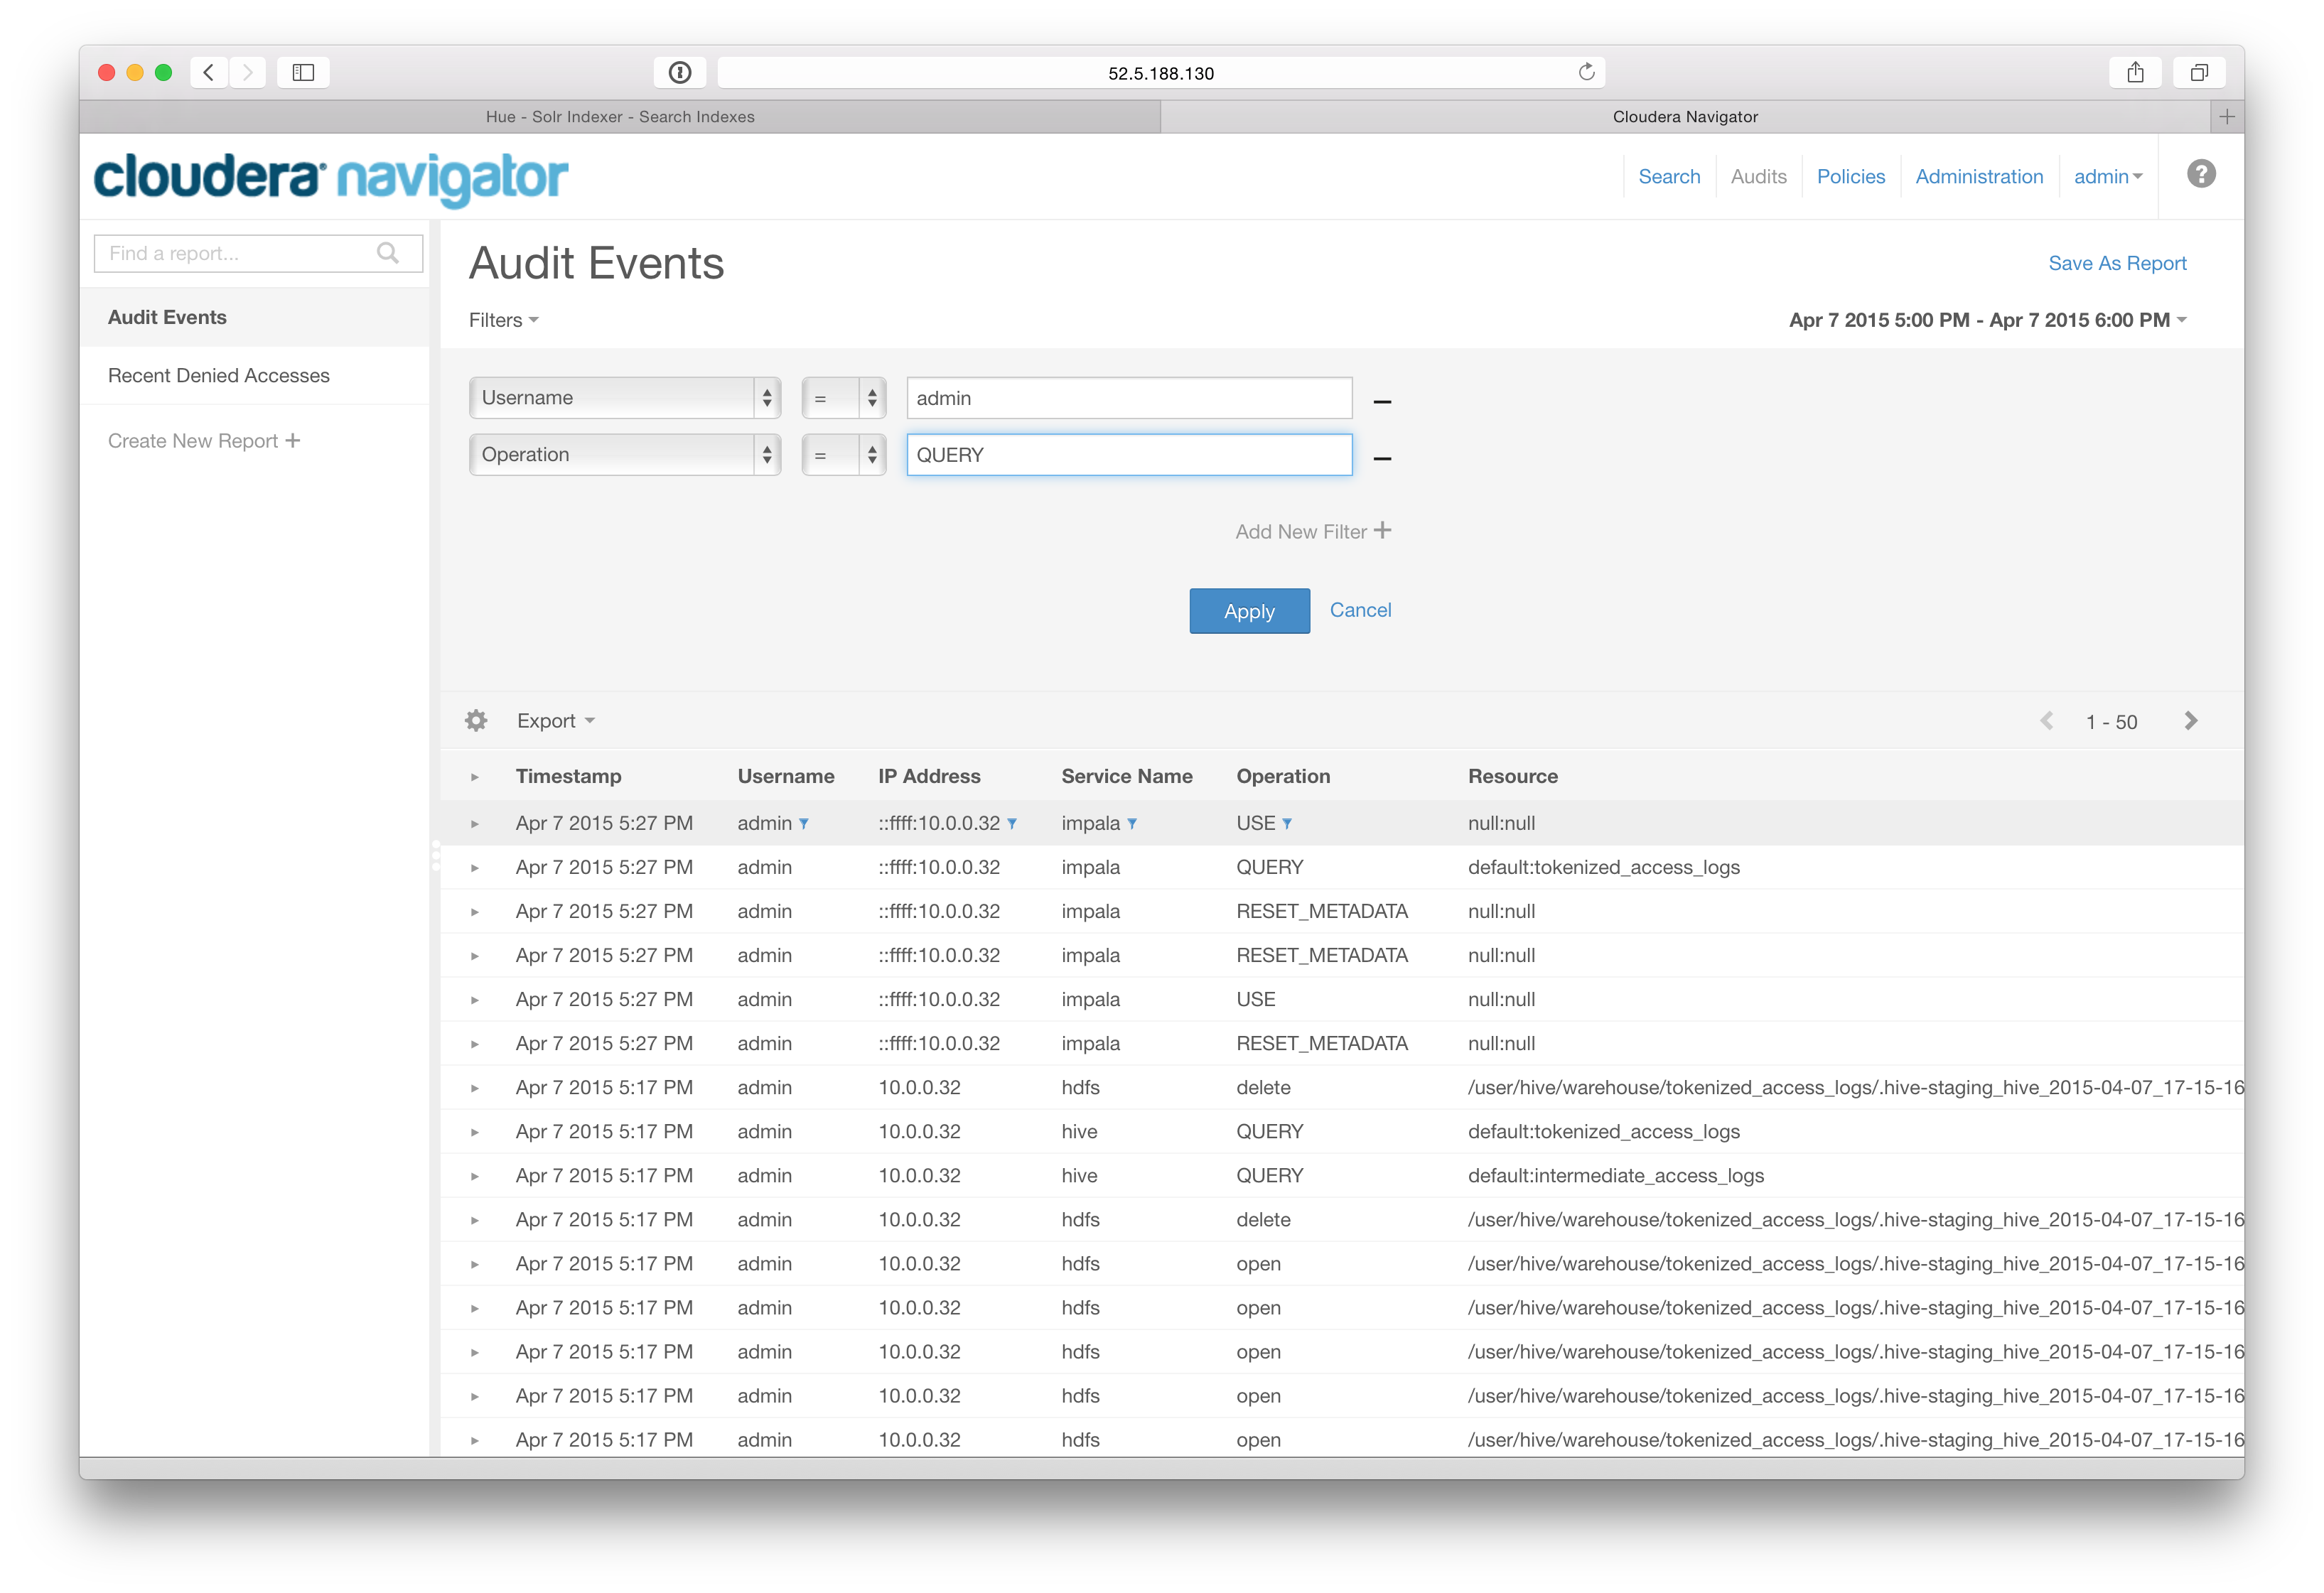 52.5.188.130
Hue - Solr Indexer - Search Indexes
Cloudera Navigator
cloudera navigator
Search Audits Policies Administration admin ?
Find a report...
Audit Events
Recent Denied Accesses
Create New Report +
Audit Events
Save As Report
Filters
Apr 7 2015 5:00 PM - Apr 7 2015 6:00 PM
Username = admin
Operation = QUERY
Add New Filter +
Apply Cancel
Export 1 - 50
Timestamp Username IP Address Service Name Operation Resource
Apr 7 2015 5:27 PM admin ::ffff:10.0.0.32 impala USE null:null
Apr 7 2015 5:27 PM admin ::ffff:10.0.0.32 impala QUERY default:tokenized_access_logs
Apr 7 2015 5:27 PM admin ::ffff:10.0.0.32 impala RESET_METADATA null:null
Apr 7 2015 5:27 PM admin ::ffff:10.0.0.32 impala RESET_METADATA null:null
Apr 7 2015 5:27 PM admin ::ffff:10.0.0.32 impala USE null:null
Apr 7 2015 5:27 PM admin ::ffff:10.0.0.32 impala RESET_METADATA null:null
Apr 7 2015 5:17 PM admin 10.0.0.32 hdfs delete /user/hive/warehouse/tokenized_access_logs/.hive-staging_hive_2015-04-07_17-15-16
Apr 7 2015 5:17 PM admin 10.0.0.32 hive QUERY default:tokenized_access_logs
Apr 7 2015 5:17 PM admin 10.0.0.32 hive QUERY default:intermediate_access_logs
Apr 7 2015 5:17 PM admin 10.0.0.32 hdfs delete /user/hive/warehouse/tokenized_access_logs/.hive-staging_hive_2015-04-07_17-15-16
Apr 7 2015 5:17 PM admin 10.0.0.32 hdfs open /user/hive/warehouse/tokenized_access_logs/.hive-staging_hive_2015-04-07_17-15-16
Apr 7 2015 5:17 PM admin 10.0.0.32 hdfs open /user/hive/warehouse/tokenized_access_logs/.hive-staging_hive_2015-04-07_17-15-16
Apr 7 2015 5:17 PM admin 10.0.0.32 hdfs open /user/hive/warehouse/tokenized_access_logs/.hive-staging_hive_2015-04-07_17-15-16
Apr 7 2015 5:17 PM admin 10.0.0.32 hdfs open /user/hive/warehouse/tokenized_access_logs/.hive-staging_hive_2015-04-07_17-15-16
Apr 7 2015 5:17 PM admin 10.0.0.32 hdfs open /user/hive/warehouse/tokenized_access_logs/.hive-staging_hive_2015-04-07_17-15-16